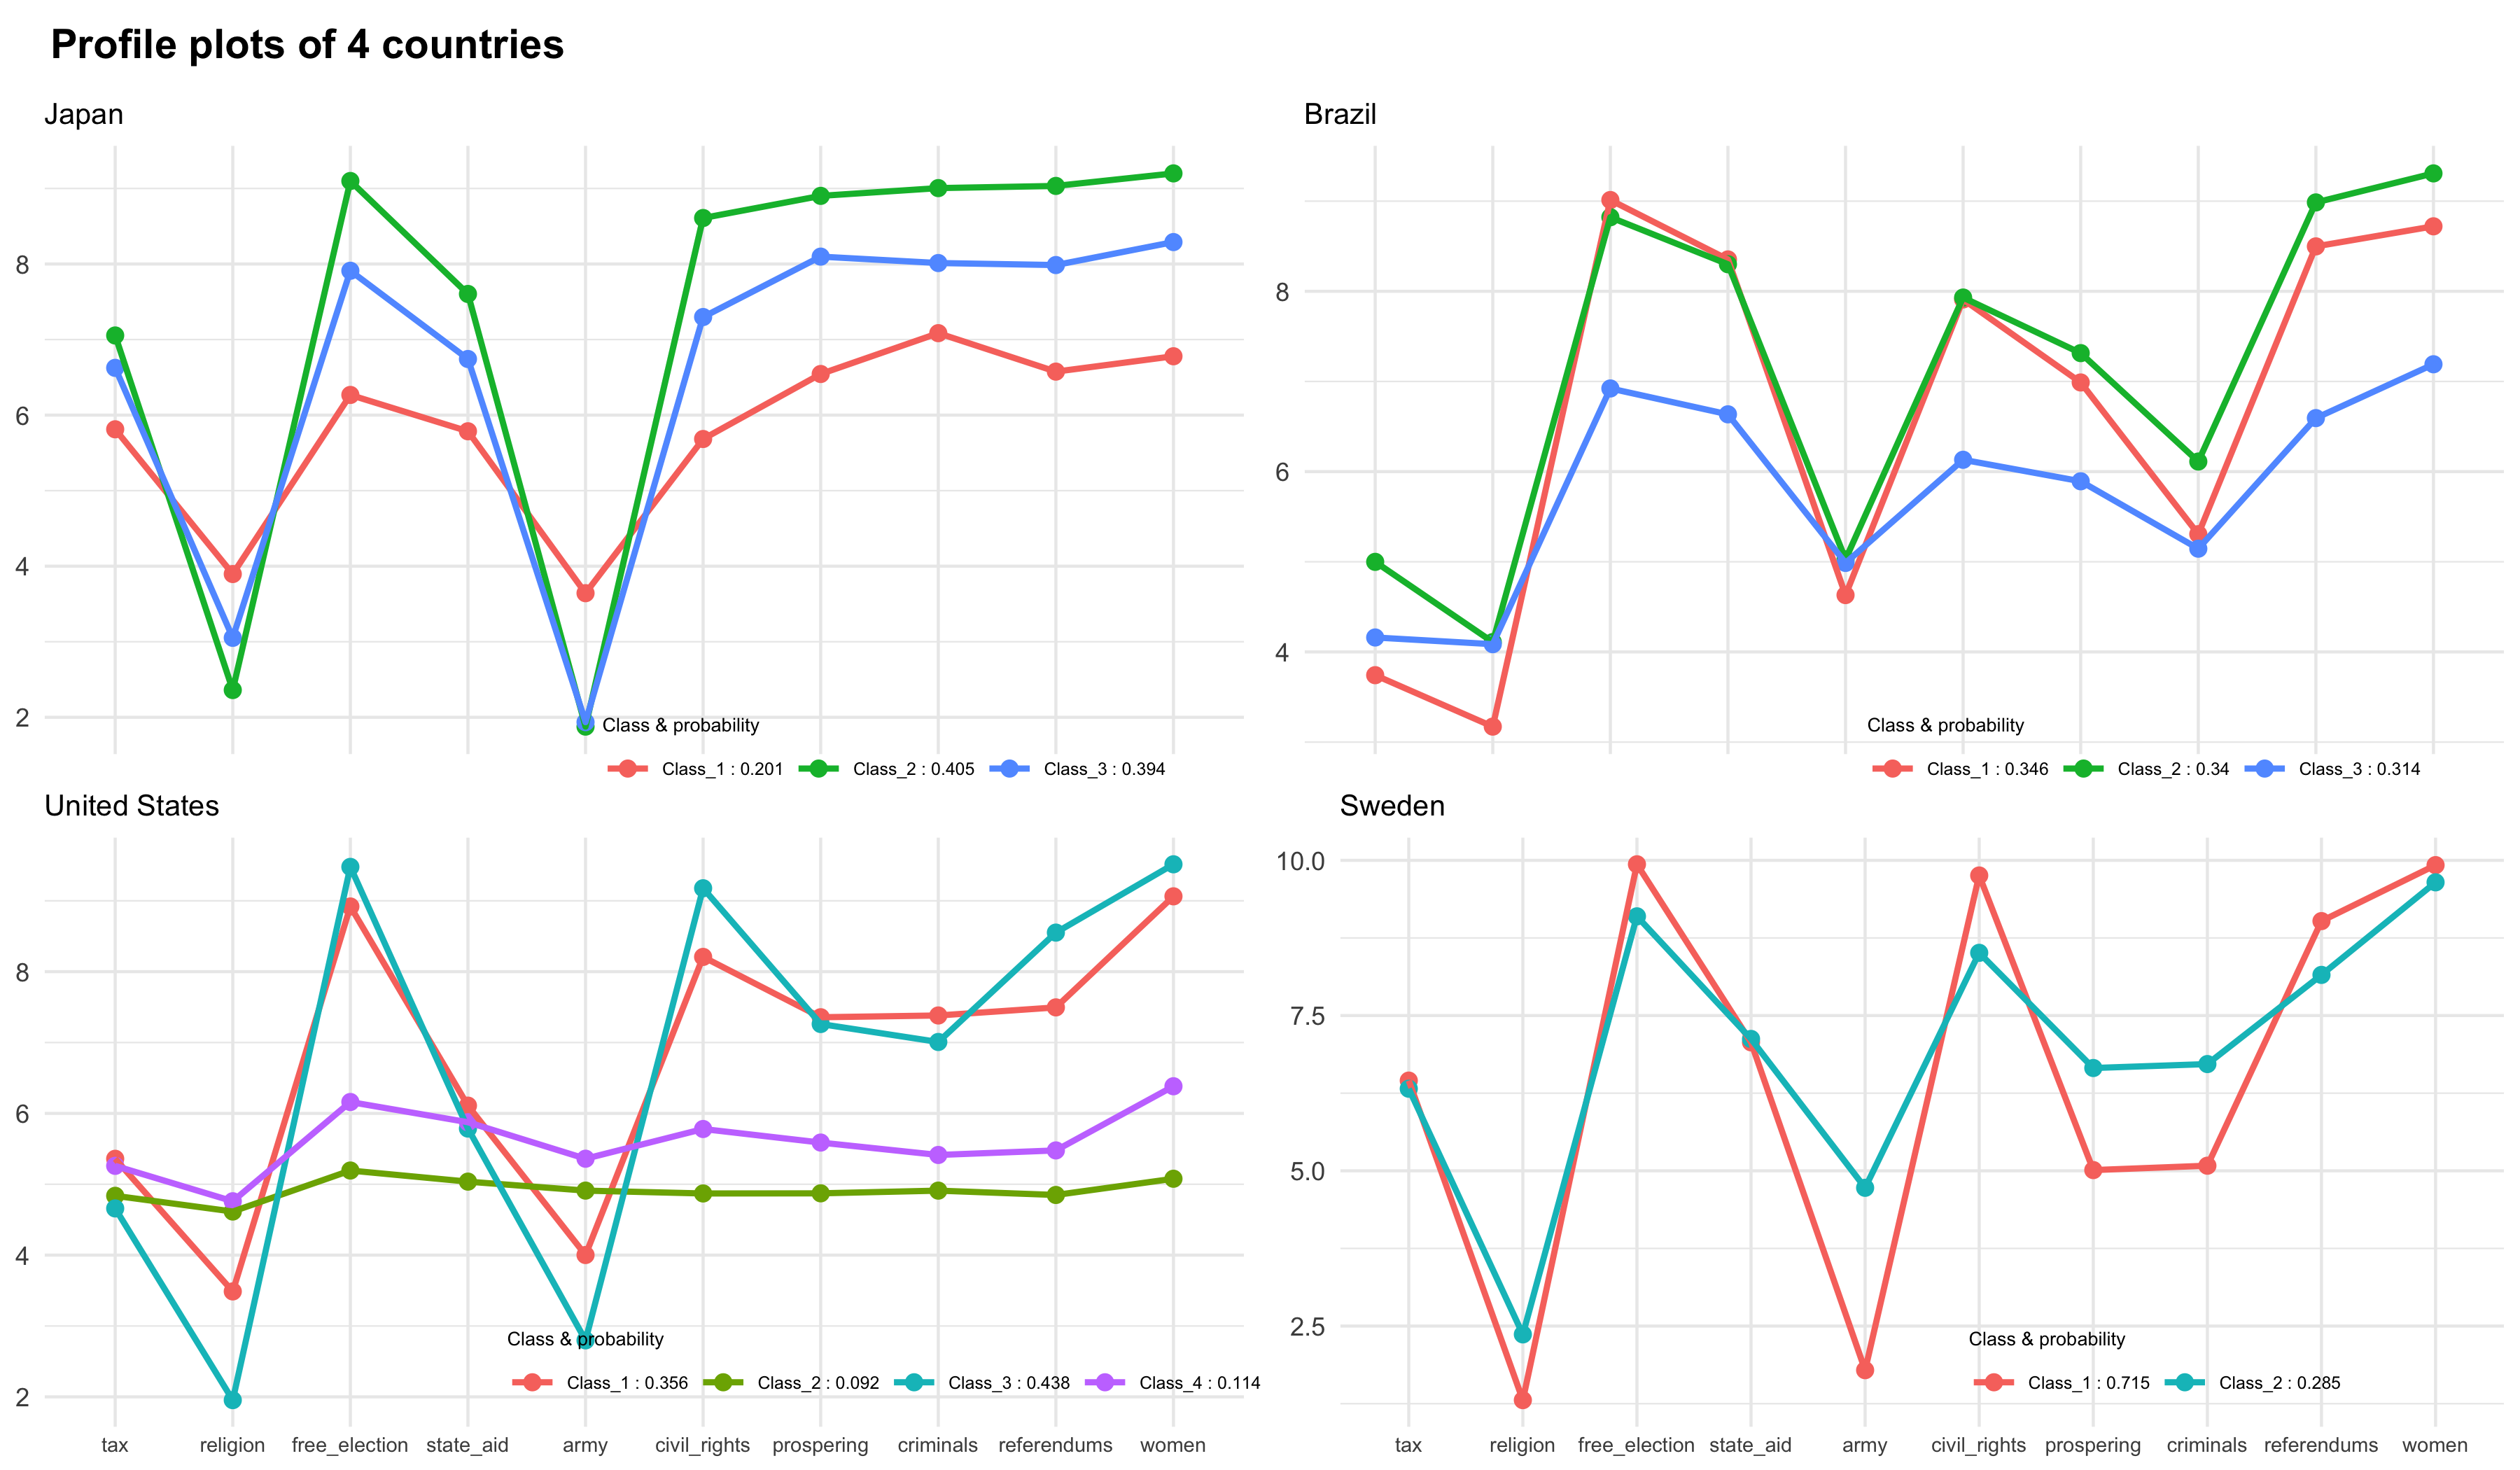 Profile plots of 4 countries
Japan
8
6
4
2
Class & probability
Class_1 : 0.201 Class_2 : 0.405 Class_3 : 0.394
Brazil
8
6
4
Class & probability
Class_1 : 0.346 Class_2 : 0.34 Class_3 : 0.314
United States
8
6
4
2
Class & probability
Class_1 : 0.356 Class_2 : 0.092 Class_3 : 0.438 Class_4 : 0.114
tax religion free_election state_aid army civil_rights prospering criminals referendums women
Sweden
10.0
7.5
5.0
2.5
Class & probability
Class_1 : 0.715 Class_2 : 0.285
tax religion free_election state_aid army civil_rights prospering criminals referendums women